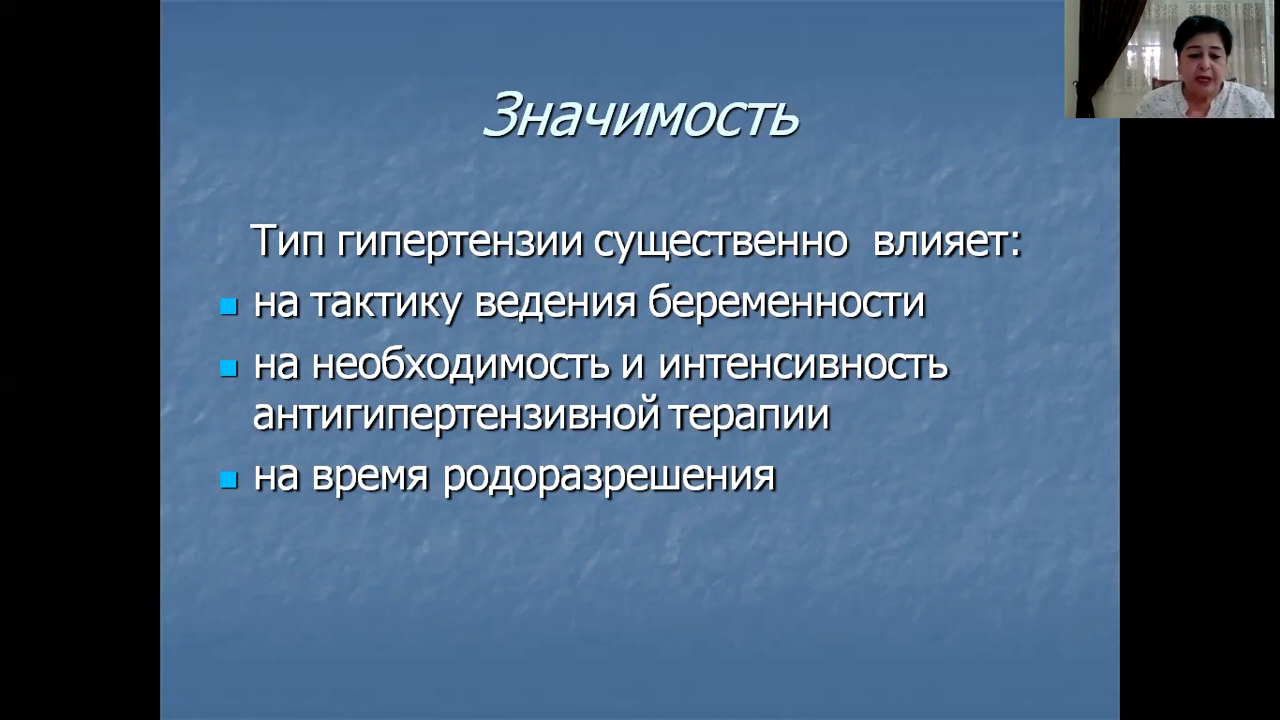 Значимость
Тип гипертензии существенно влияет:
на тактику ведения беременности
на необходимость и интенсивность
антигипертензивной терапии
на время родоразрешения